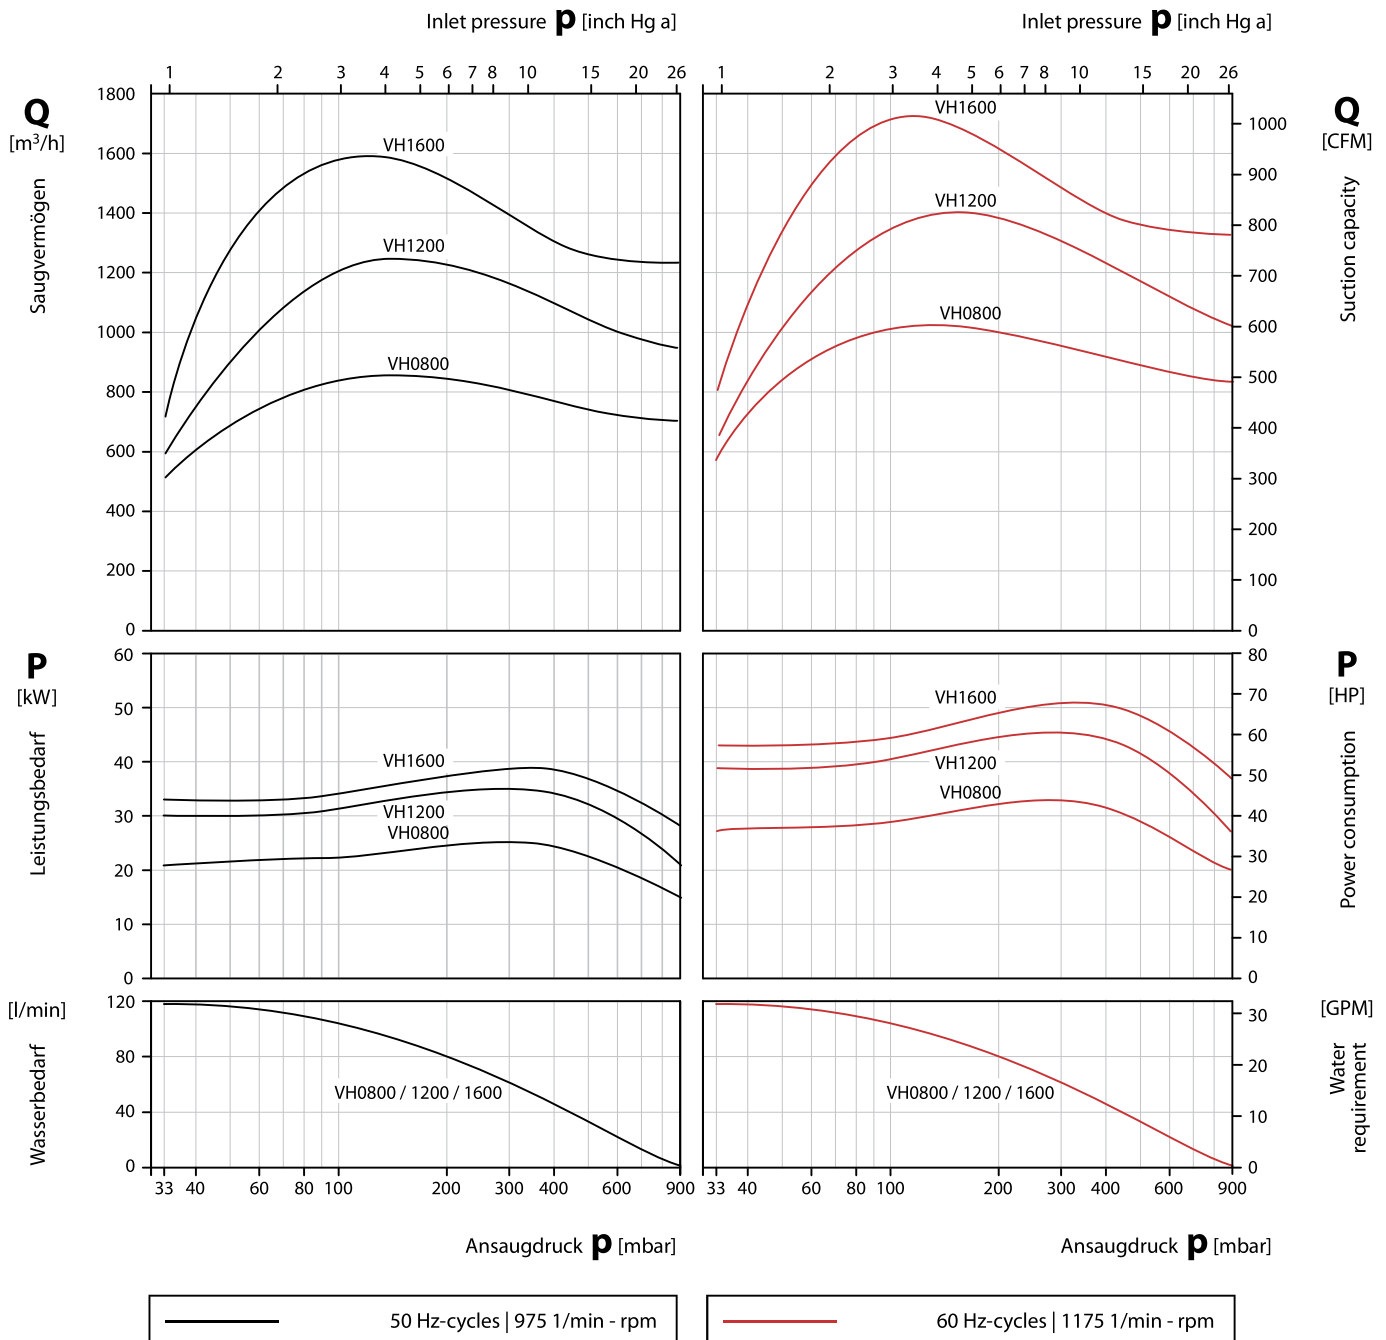 Inlet pressure p [inch Hg a]
Inlet pressure p [inch Hg a]
1 2 3 4 5 6 7 8 10 15 20 26
1 2 3 4 5 6 7 8 10 15 20 26
Q
[m³/h]
Saugvermögen
1800
1600
1400
1200
1000
800
600
400
200
0
VH1600
VH1200
VH0800
VH1600
VH1200
VH0800
1000
900
800
700
600
500
400
300
200
100
0
Q
[CFM]
Suction capacity
P
[kW]
Leistungsbedarf
60
50
40
30
20
10
0
VH1600
VH1200
VH0800
VH1600
VH1200
VH0800
80
70
60
50
40
30
20
10
0
P
[HP]
Power consumption
[l/min]
Wasserbedarf
120
80
40
0
VH0800 / 1200 / 1600
VH0800 / 1200 / 1600
30
20
10
0
[GPM]
Water
requirement
33 40 60 80 100 200 300 400 600 900
33 40 60 80 100 200 300 400 600 900
Ansaugdruck p [mbar]
Ansaugdruck p [mbar]
50 Hz-cycles | 975 1/min - rpm
60 Hz-cycles | 1175 1/min - rpm